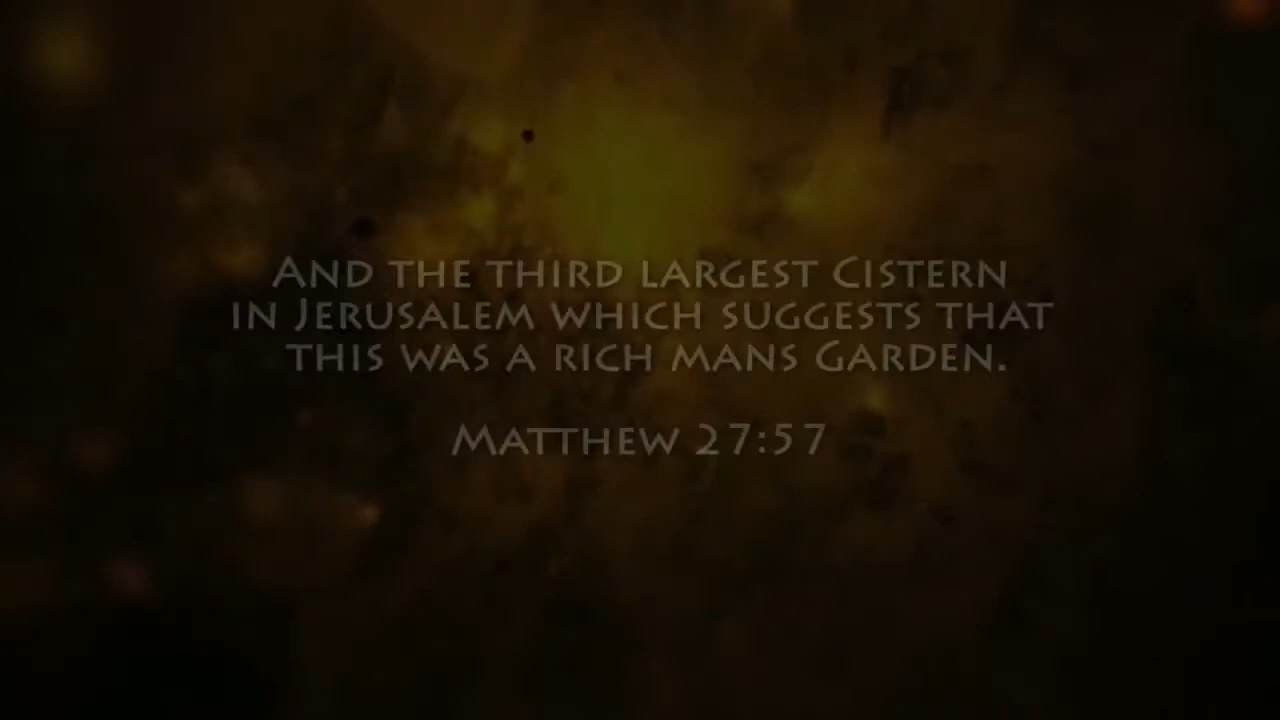 And the third largest Cistern
in Jerusalem which suggests that
this was a rich mans Garden.
Matthew 27:57